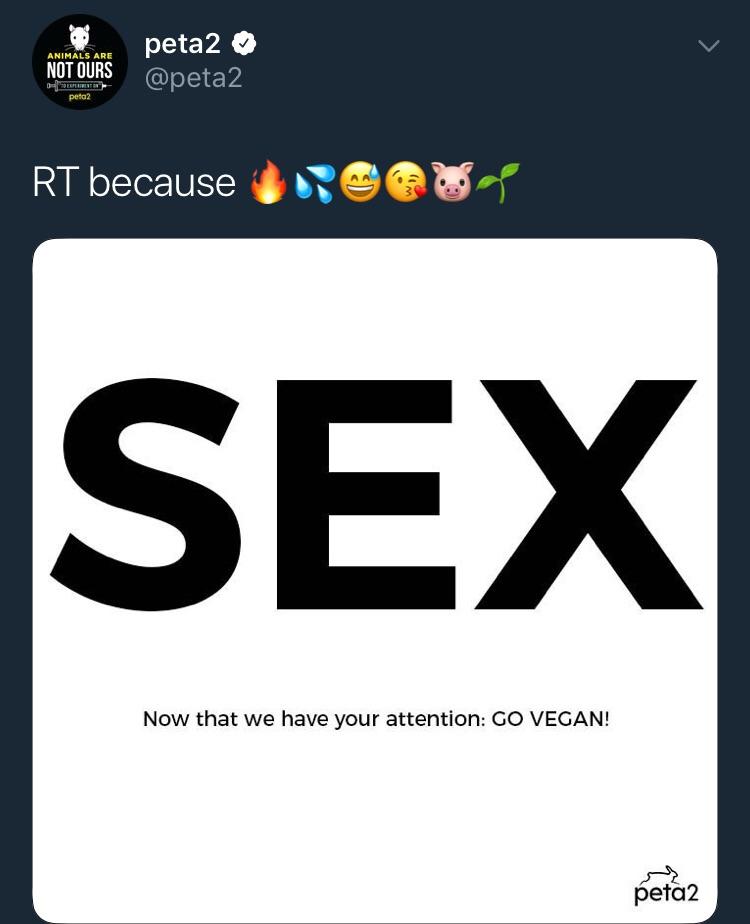 ANIMALS ARE
NOT OURS
TO EXPERIMENT ON
peta2
peta2
@peta2
RT because 🔥💦😅😘🐷🌱
SEX
Now that we have your attention: GO VEGAN!
peta2